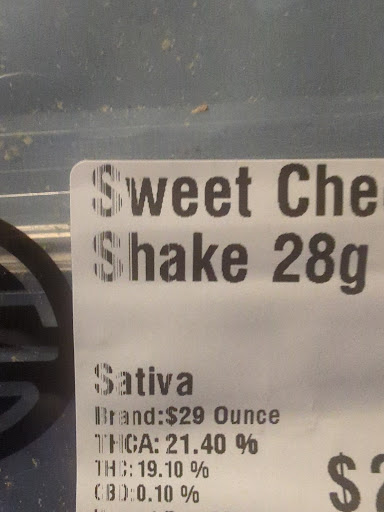 Sweet Che
Shake 28g
Sativa
Brand:$29 Ounce
THCA: 21.40 %
THC: 19.10 %
CBD: 0.10 %
$2